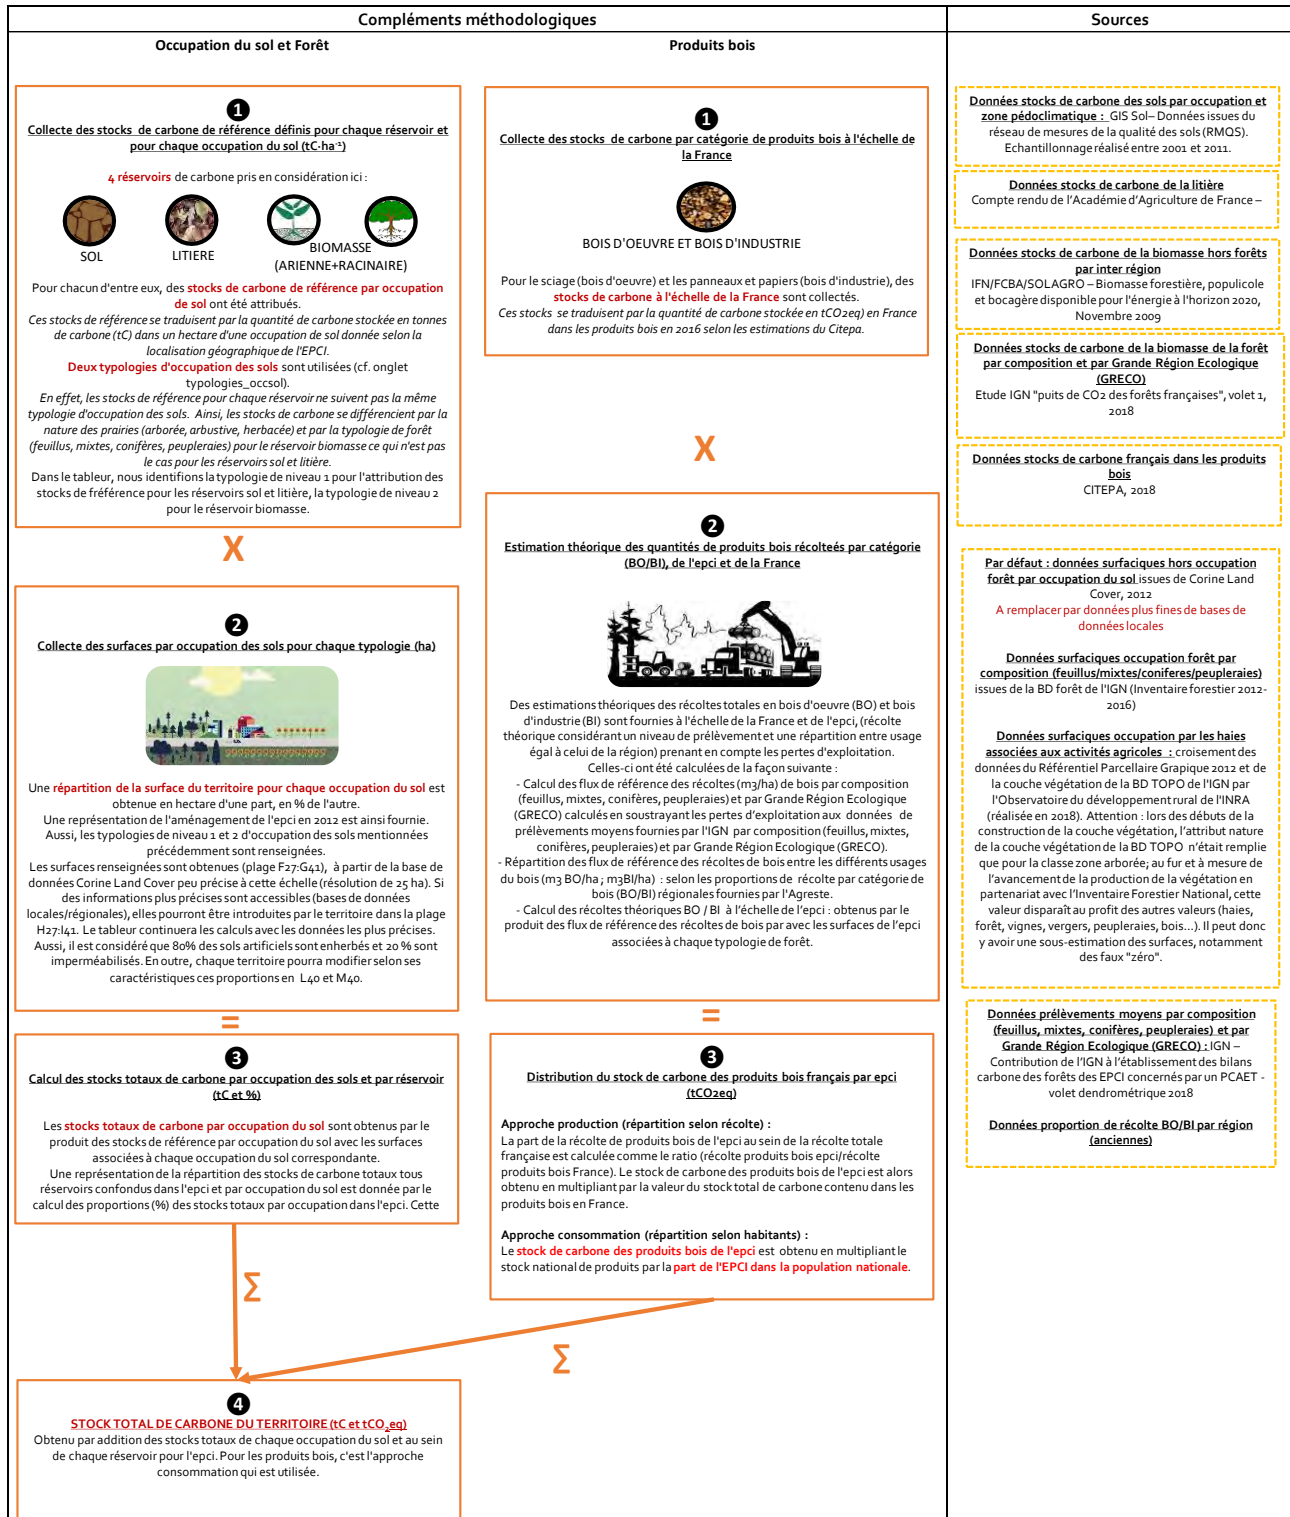 Compléments méthodologiques
Sources
Occupation du sol et Forêt
Produits bois
❶
Collecte des stocks de carbone de référence définis pour chaque réservoir et
pour chaque occupation du sol (tC·ha⁻¹)
4 réservoirs de carbone pris en considération ici :
SOL
LITIERE
BIOMASSE
(ARIENNE+RACINAIRE)
Pour chacun d'entre eux, des stocks de carbone de référence par occupation
de sol ont été attribués.
Ces stocks de référence se traduisent par la quantité de carbone stockée en tonnes
de carbone (tC) dans un hectare d'une occupation de sol donnée selon la
localisation géographique de l'EPCI.
Deux typologies d'occupation des sols sont utilisées (cf. onglet
typologies_occsol).
En effet, les stocks de référence pour chaque réservoir ne suivent pas la même
typologie d'occupation des sols. Ainsi, les stocks de carbone se différencient par la
nature des prairies (arborée, arbustive, herbacée) et par la typologie de forêt
(feuillus, mixtes, conifères, peupleraies) pour le réservoir biomasse ce qui n'est pas
le cas pour les réservoirs sol et litière.
Dans le tableur, nous identifions la typologie de niveau 1 pour l'attribution des
stocks de fréférence pour les réservoirs sol et litière, la typologie de niveau 2
pour le réservoir biomasse.
X
❷
Collecte des surfaces par occupation des sols pour chaque typologie (ha)
Une répartition de la surface du territoire pour chaque occupation du sol est
obtenue en hectare d'une part, en % de l'autre.
Une représentation de l'aménagement de l'epci en 2012 est ainsi fournie.
Aussi, les typologies de niveau 1 et 2 d'occupation des sols mentionnées
précédemment sont renseignées.
Les surfaces renseignées sont obtenues (plage F27:G41), à partir de la base de
données Corine Land Cover peu précise à cette échelle (résolution de 25 ha). Si
des informations plus précises sont accessibles (bases de données
locales/régionales), elles pourront être introduites par le territoire dans la plage
H27:I41. Le tableur continuera les calculs avec les données les plus précises.
Aussi, il est considéré que 80% des sols artificiels sont enherbés et 20 % sont
imperméabilisés. En outre, chaque territoire pourra modifier selon ses
caractéristiques ces proportions en L40 et M40.
=
❸
Calcul des stocks totaux de carbone par occupation des sols et par réservoir
(tC et %)
Les stocks totaux de carbone par occupation du sol sont obtenus par le
produit des stocks de référence par occupation du sol avec les surfaces
associées à chaque occupation du sol correspondante.
Une représentation de la répartition des stocks de carbone totaux tous
réservoirs confondus dans l'epci et par occupation du sol est donnée par le
calcul des proportions (%) des stocks totaux par occupation dans l'epci. Cette
Σ
❶
Collecte des stocks de carbone par catégorie de produits bois à l'échelle de
la France
BOIS D'OEUVRE ET BOIS D'INDUSTRIE
Pour le sciage (bois d'oeuvre) et les panneaux et papiers (bois d'industrie), des
stocks de carbone à l'échelle de la France sont collectés.
Ces stocks se traduisent par la quantité de carbone stockée en tCO2eq) en France
dans les produits bois en 2016 selon les estimations du Citepa.
X
❷
Estimation théorique des quantités de produits bois récolteés par catégorie
(BO/BI), de l'epci et de la France
Des estimations théoriques des récoltes totales en bois d'oeuvre (BO) et bois
d'industrie (BI) sont fournies à l'échelle de la France et de l'epci, (récolte
théorique considérant un niveau de prélèvement et une répartition entre usage
égal à celui de la région) prenant en compte les pertes d'exploitation.
Celles-ci ont été calculées de la façon suivante :
- Calcul des flux de référence des récoltes (m3/ha) de bois par composition
(feuillus, mixtes, conifères, peupleraies) et par Grande Région Ecologique
(GRECO) calculés en soustrayant les pertes d'exploitation aux données de
prélèvements moyens fournies par l'IGN par composition (feuillus, mixtes,
conifères, peupleraies) et par Grande Région Ecologique (GRECO).
- Répartition des flux de référence des récoltes de bois entre les différents usages
du bois (m3 BO/ha ; m3BI/ha) : selon les proportions de récolte par catégorie de
bois (BO/BI) régionales fournies par l'Agreste.
- Calcul des récoltes théoriques BO / BI à l'échelle de l'epci : obtenus par le
produit des flux de référence des récoltes de bois par avec les surfaces de l'epci
associées à chaque typologie de forêt.
=
❸
Distribution du stock de carbone des produits bois français par epci
(tCO2eq)
Approche production (répartition selon récolte) :
La part de la récolte de produits bois de l'epci au sein de la récolte totale
française est calculée comme le ratio (récolte produits bois epci/récolte
produits bois France). Le stock de carbone des produits bois de l'epci est alors
obtenu en multipliant par la valeur du stock total de carbone contenu dans les
produits bois en France.
Approche consommation (répartition selon habitants) :
Le stock de carbone des produits bois de l'epci est obtenu en multipliant le
stock national de produits par la part de l'EPCI dans la population nationale.
Σ
❹
STOCK TOTAL DE CARBONE DU TERRITOIRE (tC et tCO₂eq)
Obtenu par addition des stocks totaux de chaque occupation du sol et au sein
de chaque réservoir pour l'epci. Pour les produits bois, c'est l'approche
consommation qui est utilisée.
Données stocks de carbone des sols par occupation et
zone pédoclimatique : GIS Sol– Données issues du
réseau de mesures de la qualité des sols (RMQS).
Echantillonnage réalisé entre 2001 et 2011.
Données stocks de carbone de la litière
Compte rendu de l'Académie d'Agriculture de France –
Données stocks de carbone de la biomasse hors forêts
par inter région
IFN/FCBA/SOLAGRO – Biomasse forestière, populicole
et bocagère disponible pour l'énergie à l'horizon 2020,
Novembre 2009
Données stocks de carbone de la biomasse de la forêt
par composition et par Grande Région Ecologique
(GRECO)
Etude IGN "puits de CO2 des forêts françaises", volet 1,
2018
Données stocks de carbone français dans les produits
bois
CITEPA, 2018
Par défaut : données surfaciques hors occupation
forêt par occupation du sol issues de Corine Land
Cover, 2012
A remplacer par données plus fines de bases de
données locales
Données surfaciques occupation forêt par
composition (feuillus/mixtes/coniferes/peupleraies)
issues de la BD forêt de l'IGN (Inventaire forestier 2012-
2016)
Données surfaciques occupation par les haies
associées aux activités agricoles : croisement des
données du Référentiel Parcellaire Grapique 2012 et de
la couche végétation de la BD TOPO de l'IGN par
l'Observatoire du développement rural de l'INRA
(réalisée en 2018). Attention : lors des débuts de la
construction de la couche végétation, l'attribut nature
de la couche végétation de la BD TOPO n'était remplie
que pour la classe zone arborée; au fur et à mesure de
l'avancement de la production de la végétation en
partenariat avec l'Inventaire Forestier National, cette
valeur disparaît au profit des autres valeurs (haies,
forêt, vignes, vergers, peupleraies, bois...). Il peut donc
y avoir une sous-estimation des surfaces, notamment
des faux "zéro".
Données prélèvements moyens par composition
(feuillus, mixtes, conifères, peupleraies) et par
Grande Région Ecologique (GRECO) : IGN –
Contribution de l'IGN à l'établissement des bilans
carbone des forêts des EPCI concernés par un PCAET -
volet dendrométrique 2018
Données proportion de récolte BO/BI par région
(anciennes)